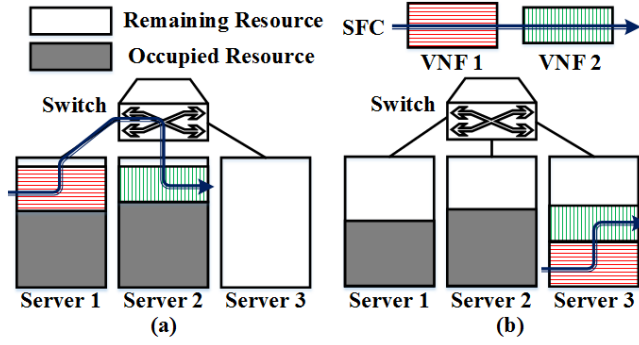 Remaining Resource
Occupied Resource
SFC
VNF 1
VNF 2
Switch
Server 1
Server 2
Server 3
(a)
Switch
Server 1
Server 2
Server 3
(b)